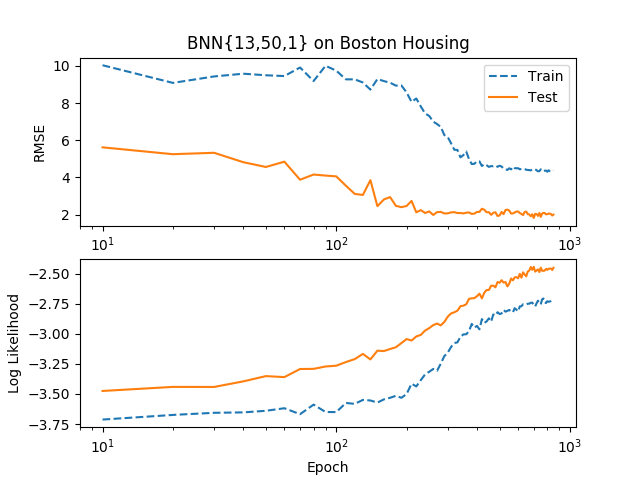 BNN{13,50,1} on Boston Housing
10
8
6
4
2
RMSE
Train
Test
10¹ 10² 10³
−2.50
−2.75
−3.00
−3.25
−3.50
−3.75
Log Likelihood
10¹ 10² 10³
Epoch